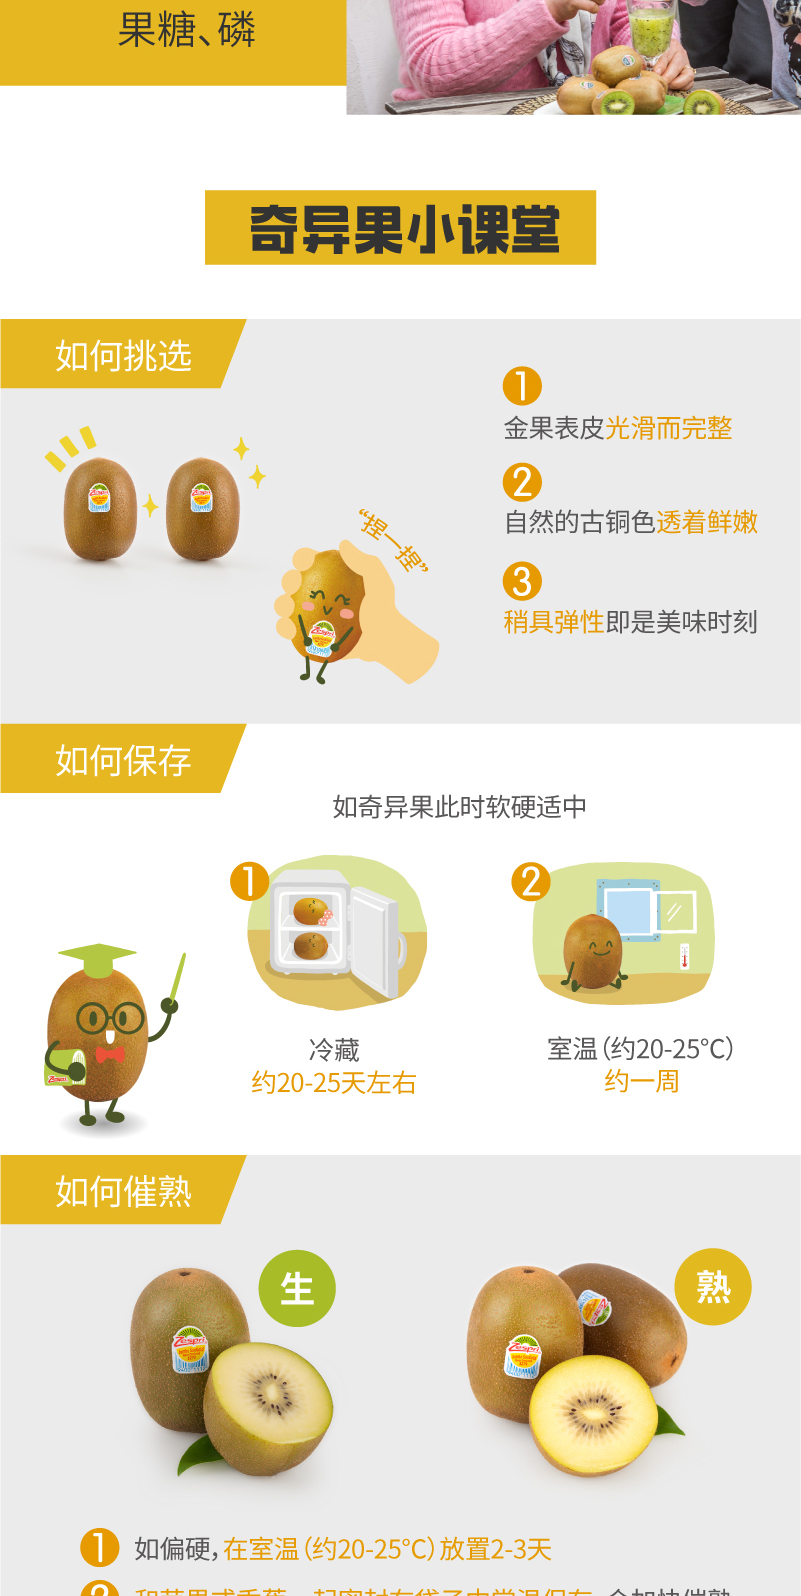 果糖、磷
奇异果小课堂
如何挑选
1
金果表皮光滑而完整
2
自然的古铜色透着鲜嫩
“捏一捏”
3
稍具弹性即是美味时刻
如何保存
如奇异果此时软硬适中
1
2
冷藏
约20-25天左右
室温（约20-25℃）
约一周
如何催熟
生
熟
Zespri
Zespri
1
如偏硬，在室温（约20-25℃）放置2-3天
2